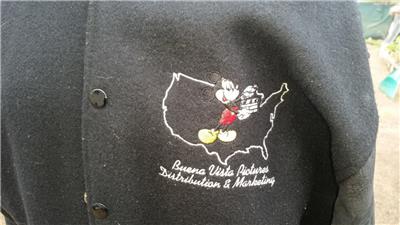 Buena Vista Pictures
Distribution & Marketing